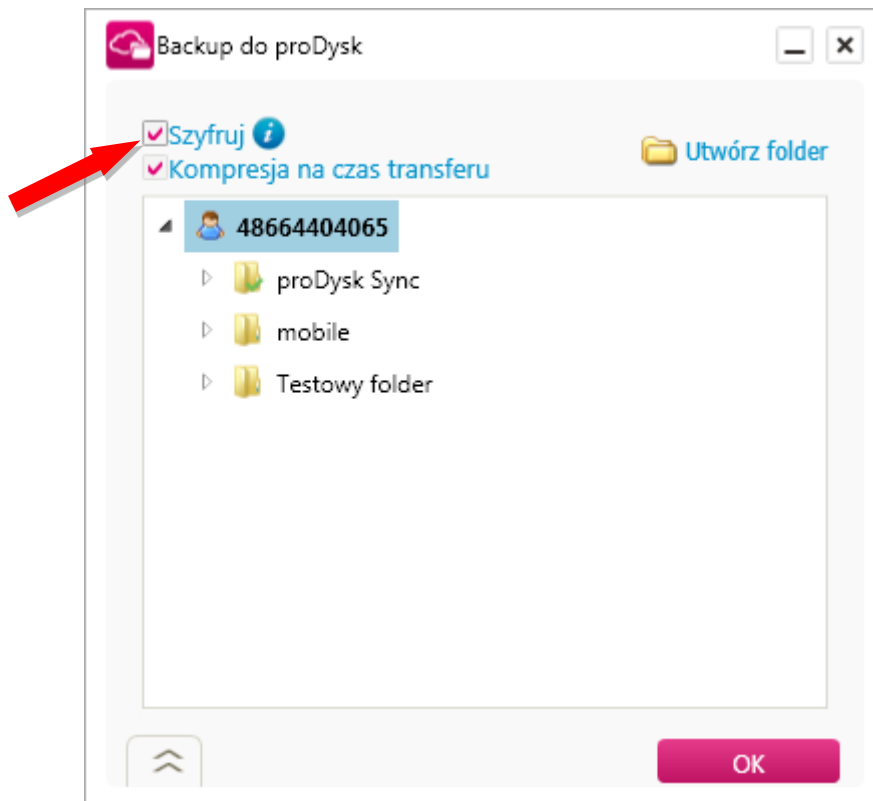 Backup do proDysk
Szyfruj
Utwórz folder
Kompresja na czas transferu
48664404065
proDysk Sync
mobile
Testowy folder
OK